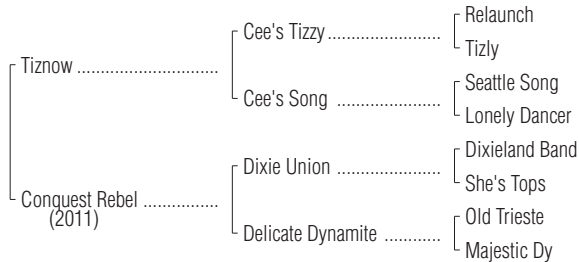 Relaunch
Cee's Tizzy ........................
Tizly
Tiznow ..............................
Seattle Song
Cee's Song ......................
Lonely Dancer
Dixieland Band
Dixie Union ......................
She's Tops
Conquest Rebel ................
(2011)
Old Trieste
Delicate Dynamite ............
Majestic Dy